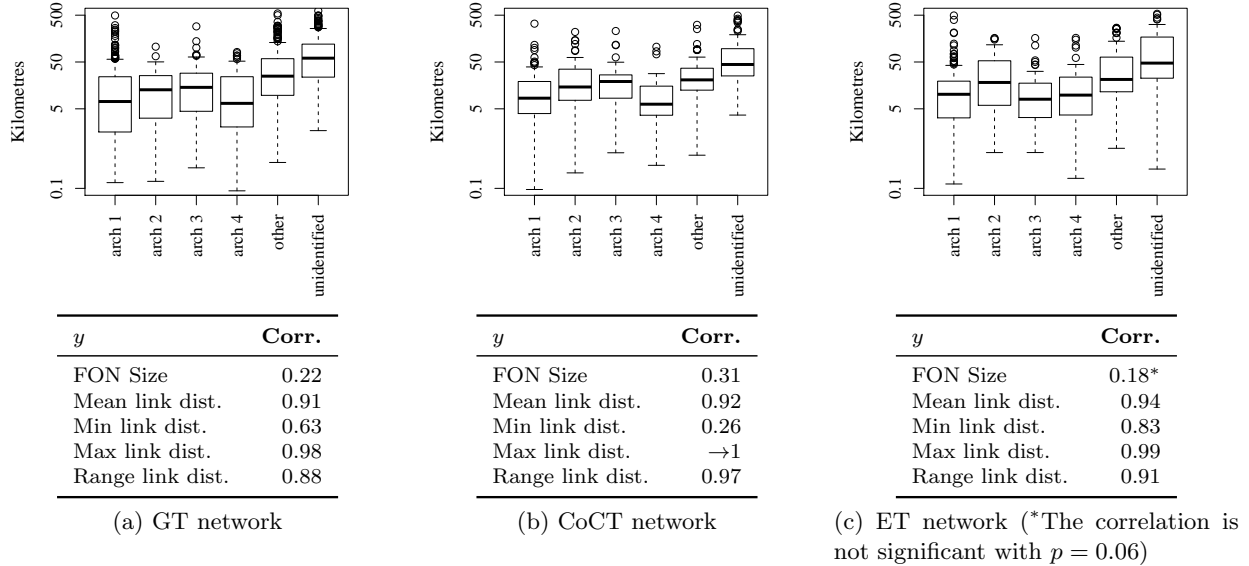 Kilometres
500
50
5
0.1
arch 1
arch 2
arch 3
arch 4
other
unidentified
y Corr.
FON Size 0.22
Mean link dist. 0.91
Min link dist. 0.63
Max link dist. 0.98
Range link dist. 0.88
(a) GT network
Kilometres
500
50
5
0.1
arch 1
arch 2
arch 3
arch 4
other
unidentified
y Corr.
FON Size 0.31
Mean link dist. 0.92
Min link dist. 0.26
Max link dist. →1
Range link dist. 0.97
(b) CoCT network
Kilometres
500
50
5
0.1
arch 1
arch 2
arch 3
arch 4
other
unidentified
y Corr.
FON Size 0.18*
Mean link dist. 0.94
Min link dist. 0.83
Max link dist. 0.99
Range link dist. 0.91
(c) ET network (*The correlation is
not significant with p = 0.06)